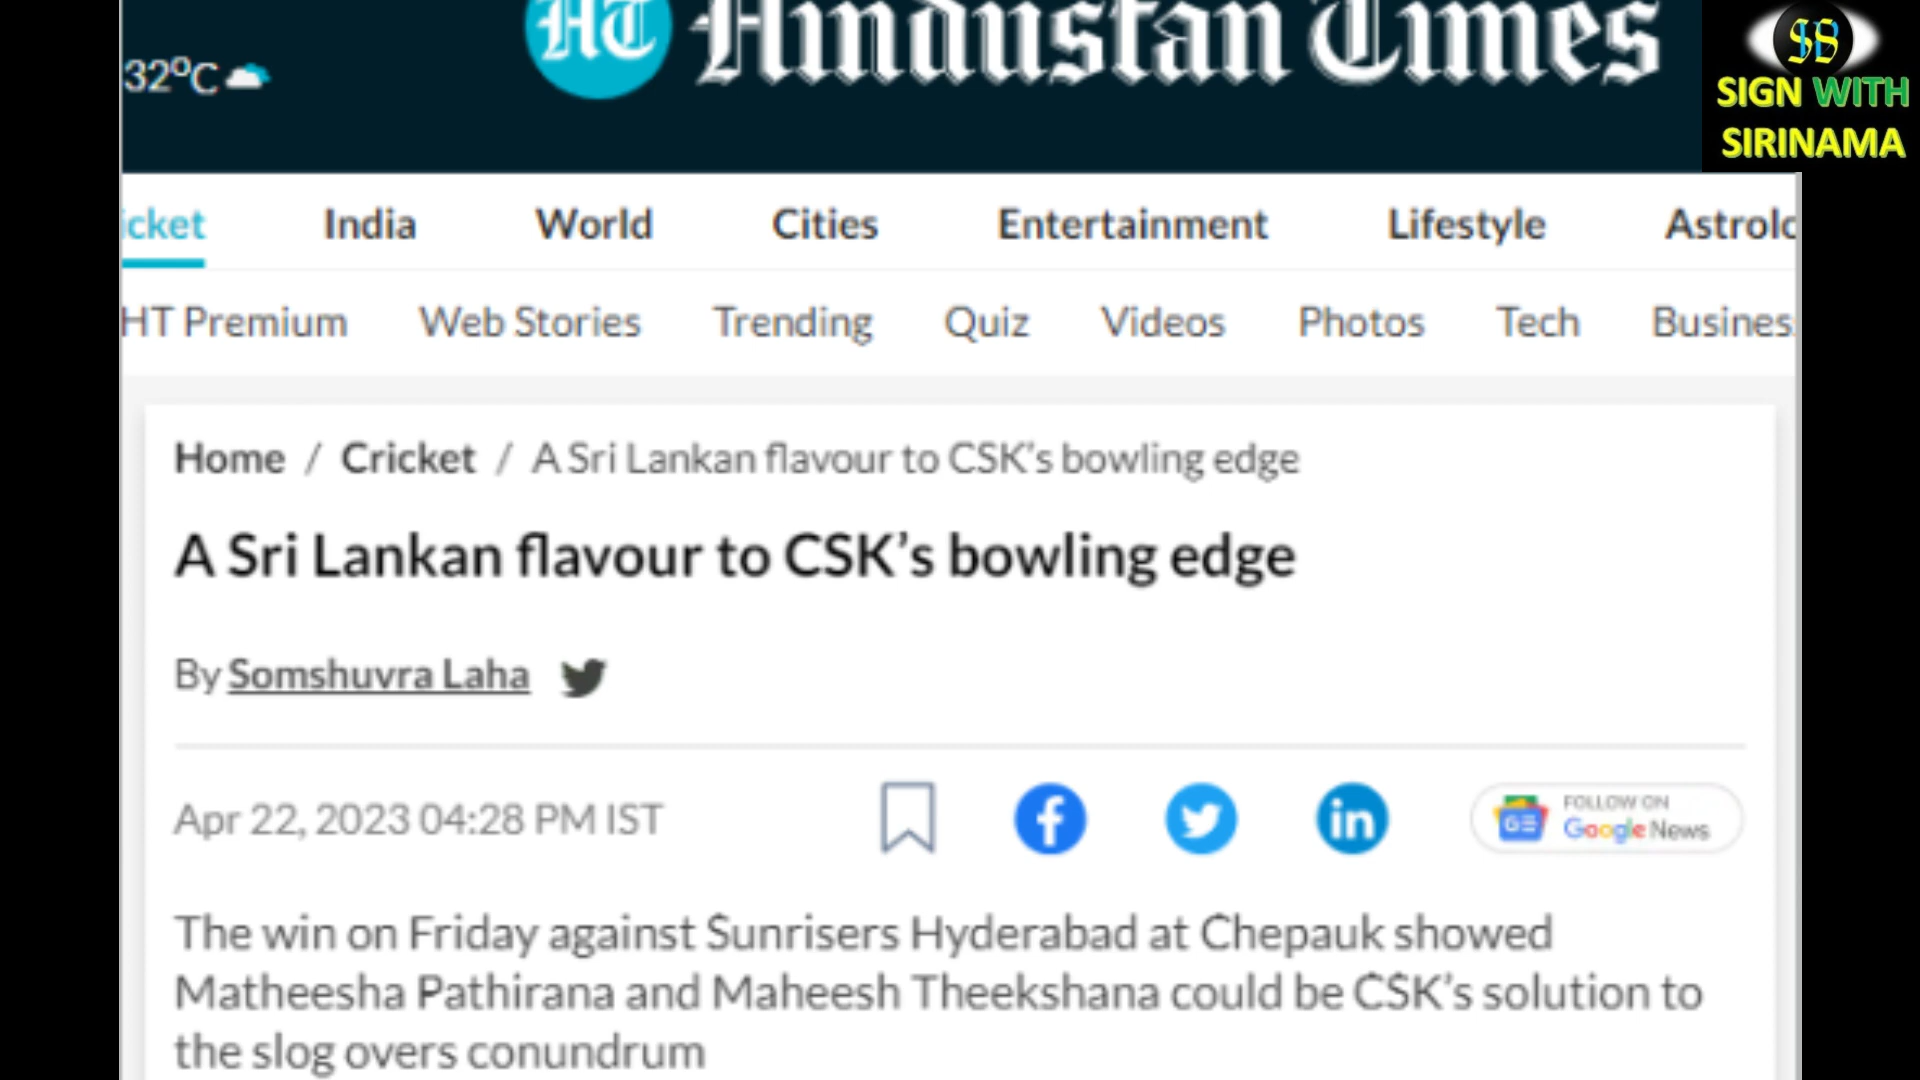 HT Hindustan Times
32°C
SIGN WITH
SIRINAMA
icket India World Cities Entertainment Lifestyle Astrolo
HT Premium Web Stories Trending Quiz Videos Photos Tech Busines
Home / Cricket / A Sri Lankan flavour to CSK's bowling edge
A Sri Lankan flavour to CSK's bowling edge
By Somshuvra Laha
Apr 22, 2023 04:28 PM IST
FOLLOW ON
Google News
The win on Friday against Sunrisers Hyderabad at Chepauk showed
Matheesha Pathirana and Maheesh Theekshana could be CSK's solution to
the slog overs conundrum